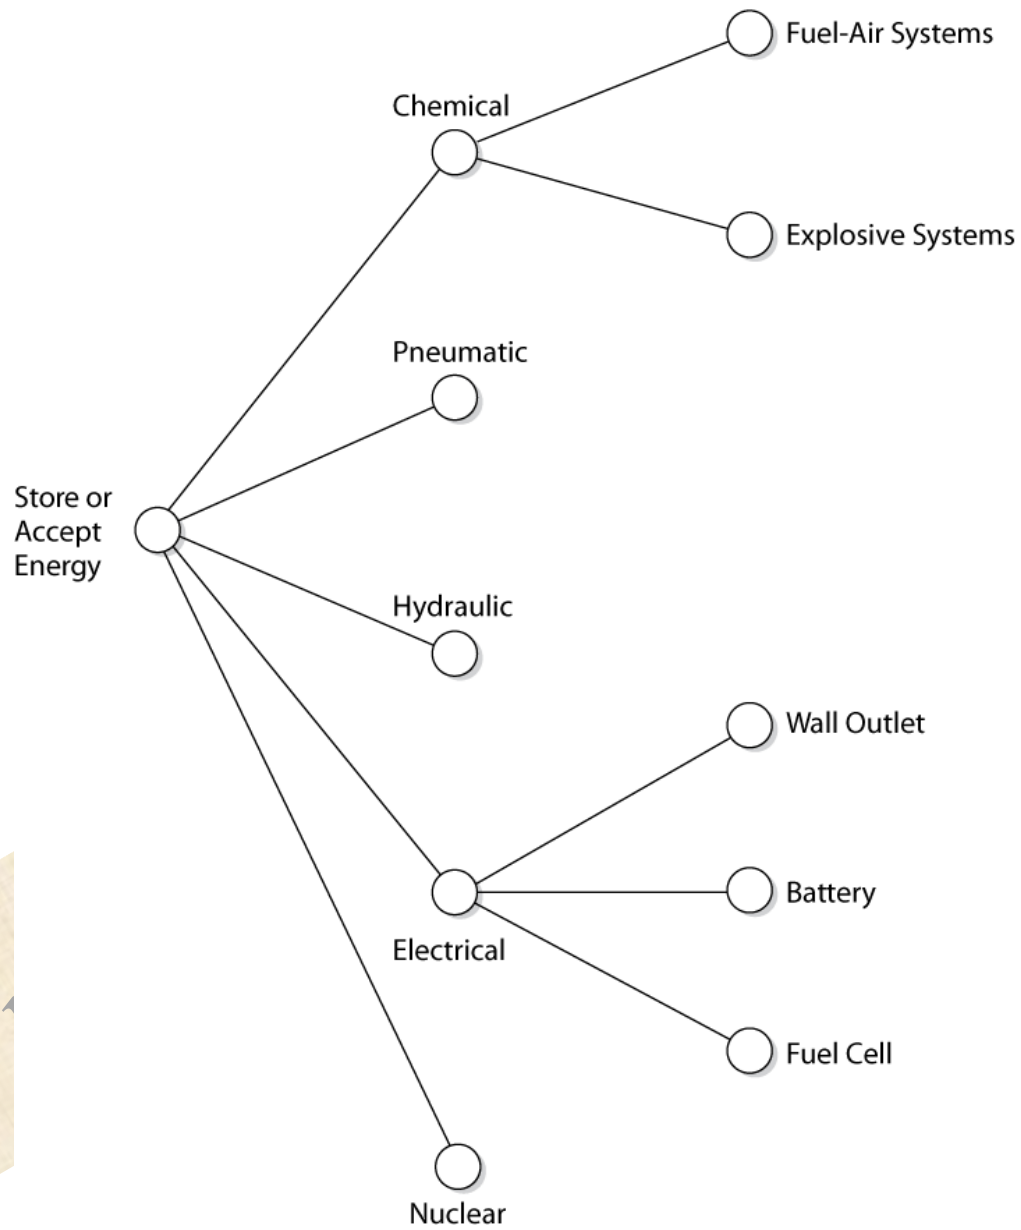 Fuel-Air Systems
Chemical
Explosive Systems
Pneumatic
Store or
Accept
Energy
Hydraulic
Wall Outlet
Battery
Electrical
Fuel Cell
Nuclear